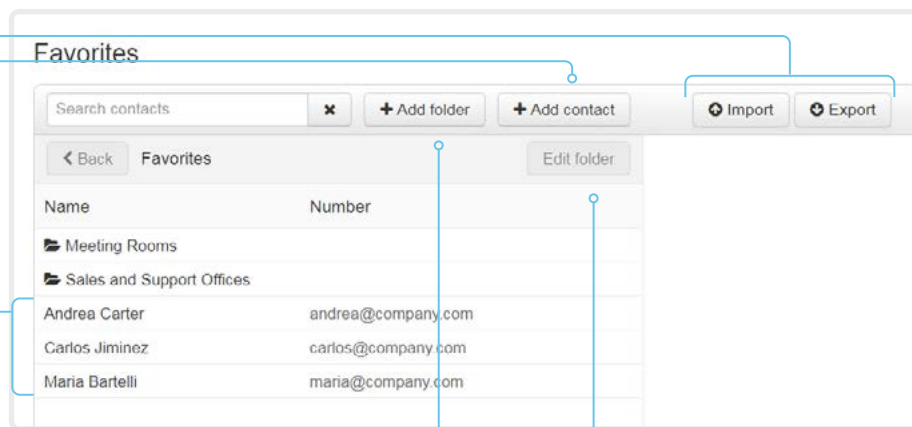 Favorites
Search contacts
Add folder
Add contact
Import
Export
Back
Favorites
Edit folder
Name Number
Meeting Rooms
Sales and Support Offices
Andrea Carter andrea@company.com
Carlos Jiminez carlos@company.com
Maria Bartelli maria@company.com